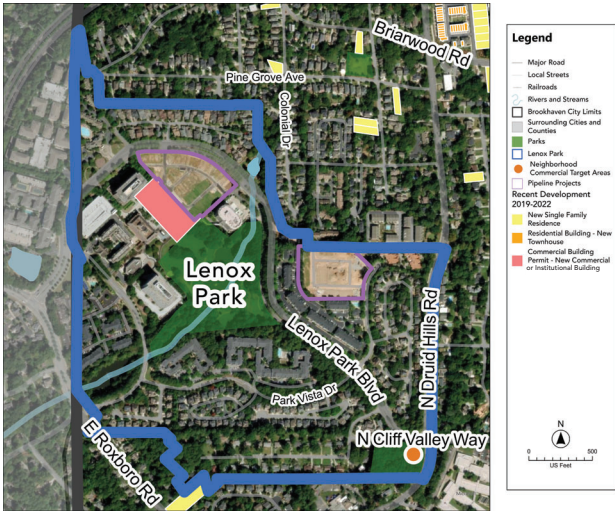 Briarwood Rd
Pine Grove Ave
Colonial Dr
Lenox
Park
Lenox Park Blvd
N Druid Hills Rd
Park Vista Dr
N Cliff Valley Way
E Roxboro Rd
Legend
Major Road
Local Streets
Railroads
Rivers and Streams
Brookhaven City Limits
Surrounding Cities and
Counties
Parks
Lenox Park
Neighborhood
Commercial Target Areas
Pipeline Projects
Recent Development
2019-2022
New Single Family
Residence
Residential Building - New
Townhouse
Commercial Building
Permit - New Commercial
or Institutional Building
N
0 500
US Feet